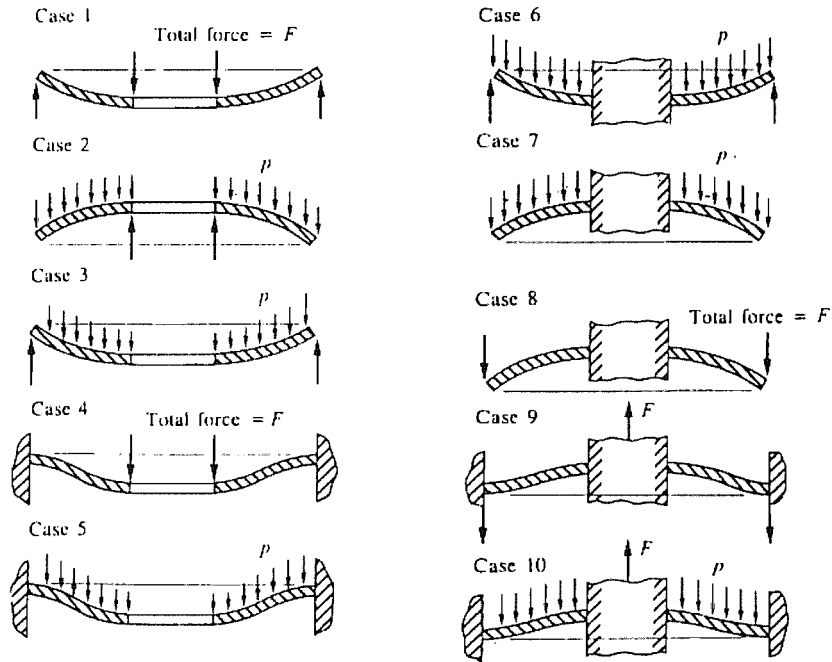 Case 1
Total force = F
Case 2
p
Case 3
p
Case 4
Total force = F
Case 5
p
Case 6
p
Case 7
p
Case 8
Total force = F
Case 9
F
Case 10
F
p